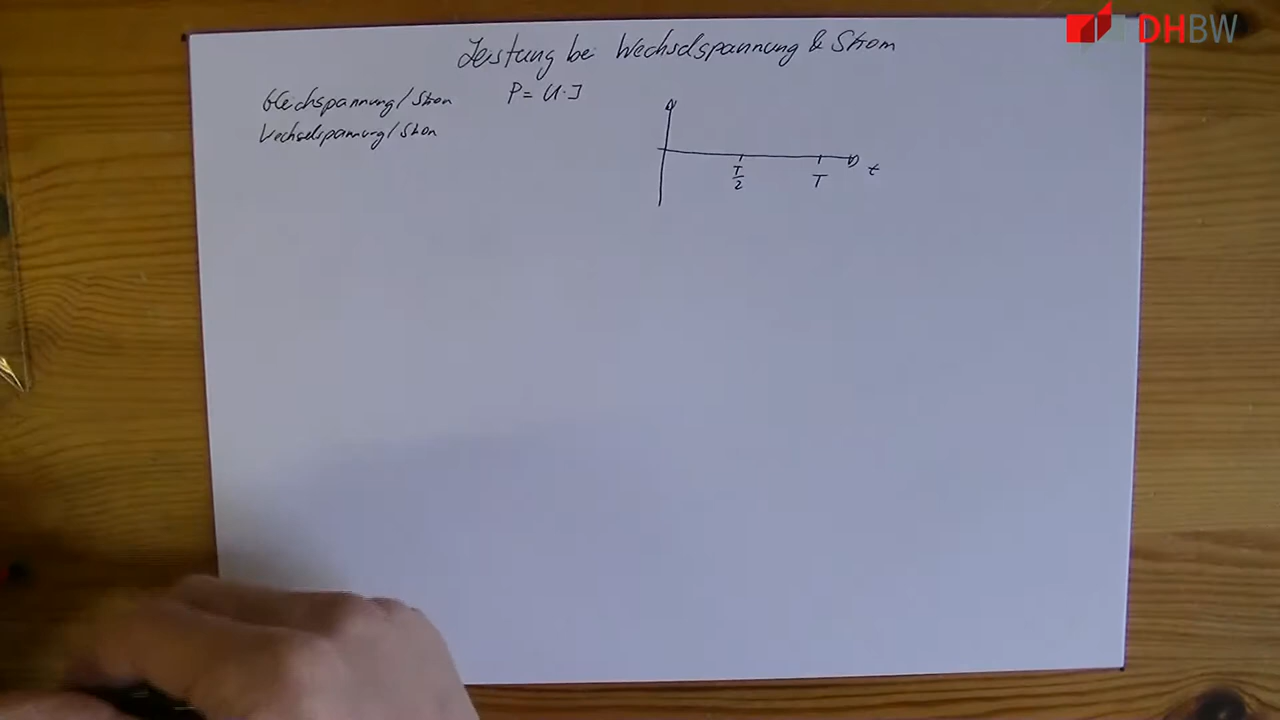 DHBW
Leistung bei Wechselspannung & Strom
Gleichspannung/Strom P = U·I
Wechselspannung/Strom
T/2
T
t